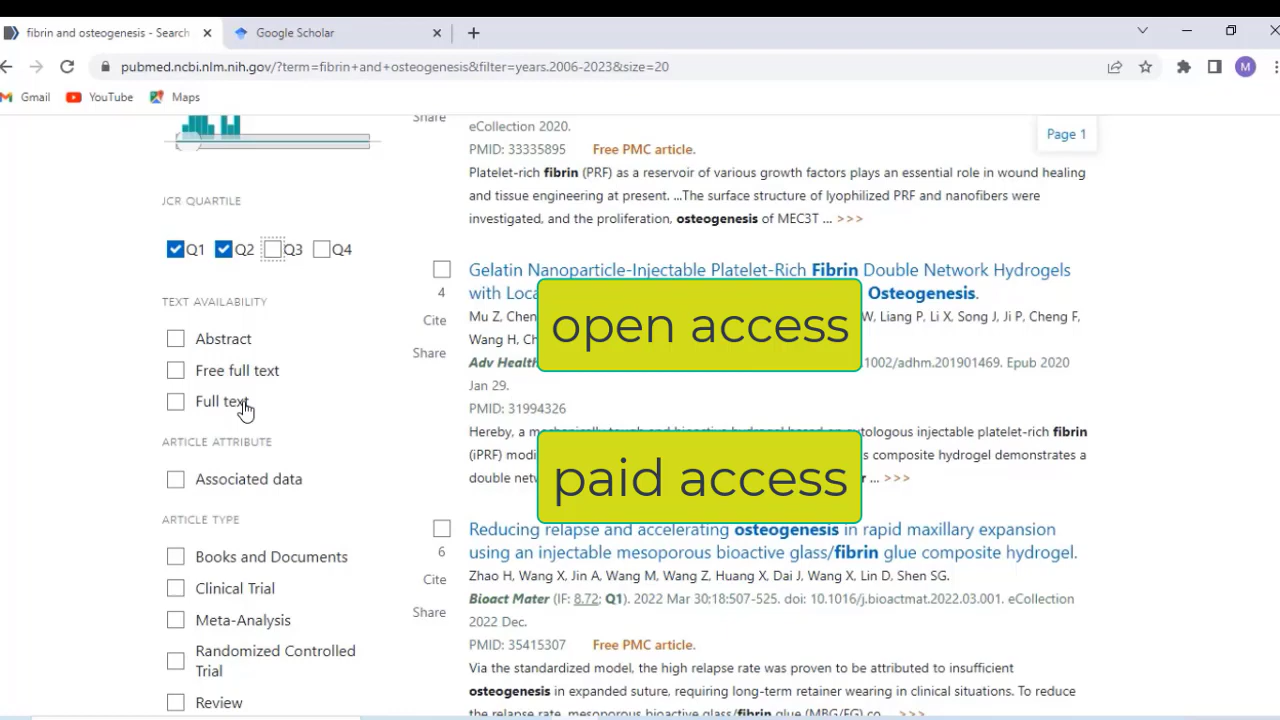 fibrin and osteogenesis - Search
Google Scholar
pubmed.ncbi.nlm.nih.gov/?term=fibrin+and+osteogenesis&filter=years.2006-2023&size=20
M
Gmail
YouTube
Maps
JCR QUARTILE
Q1
Q2
Q3
Q4
TEXT AVAILABILITY
Abstract
Free full text
Full text
ARTICLE ATTRIBUTE
Associated data
ARTICLE TYPE
Books and Documents
Clinical Trial
Meta-Analysis
Randomized Controlled
Trial
Review
Share
eCollection 2020.
Page 1
PMID: 33335895 Free PMC article.
Platelet-rich fibrin (PRF) as a reservoir of various growth factors plays an essential role in wound healing
and tissue engineering at present. ...The surface structure of lyophilized PRF and nanofibers were
investigated, and the proliferation, osteogenesis of MEC3T ... >>>
4
Cite
Share
Gelatin Nanoparticle-Injectable Platelet-Rich Fibrin Double Network Hydrogels
with Osteogenesis.
Mu Z, Liang P, Li X, Song J, Ji P, Cheng F,
Wang H,
Adv 1002/adhm.201901469. Epub 2020
Jan 29.
PMID: 31994326
Hereby, a injectable platelet-rich fibrin
(iPRF) composite hydrogel demonstrates a
double ... >>>
open access
paid access
6
Cite
Share
Reducing relapse and accelerating osteogenesis in rapid maxillary expansion
using an injectable mesoporous bioactive glass/fibrin glue composite hydrogel.
Zhao H, Wang X, Jin A, Wang M, Wang Z, Huang X, Dai J, Wang X, Lin D, Shen SG.
Bioact Mater (IF: 8.72; Q1). 2022 Mar 30;18:507-525. doi: 10.1016/j.bioactmat.2022.03.001. eCollection
2022 Dec.
PMID: 35415307 Free PMC article.
Via the standardized model, the high relapse rate was proven to be attributed to insufficient
osteogenesis in expanded suture, requiring long-term retainer wearing in clinical situations. To reduce
the relapse rate, mesoporous bioactive glass/fibrin glue (MBG/FG) co... >>>